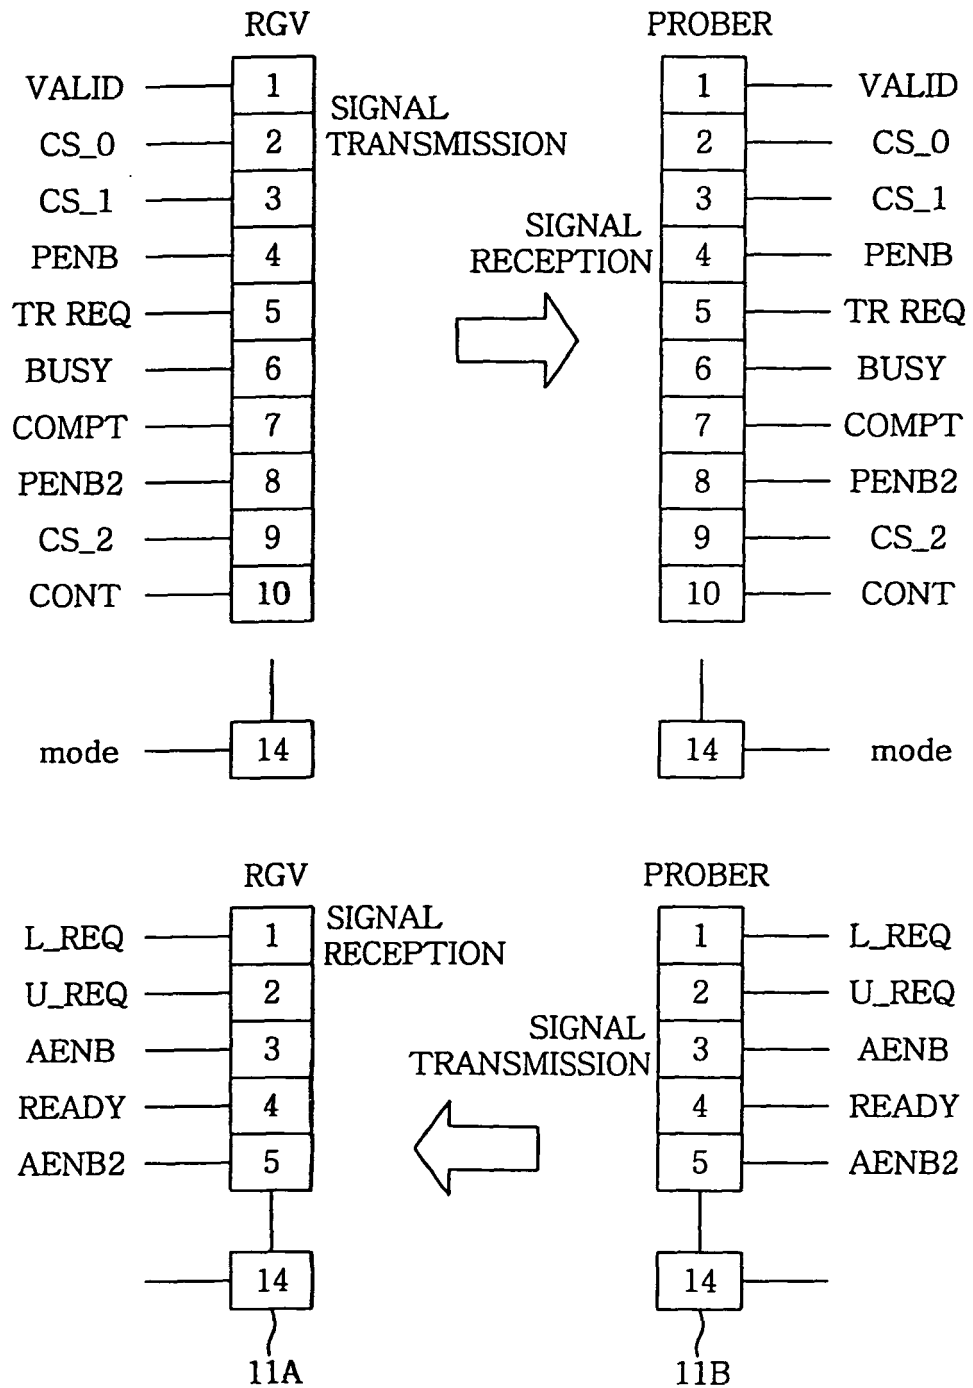 RGV PROBER
VALID 1 SIGNAL TRANSMISSION 1 VALID
CS_0 2 2 CS_0
CS_1 3 3 CS_1
PENB 4 SIGNAL RECEPTION 4 PENB
TR REQ 5 5 TR REQ
BUSY 6 6 BUSY
COMPT 7 7 COMPT
PENB2 8 8 PENB2
CS_2 9 9 CS_2
CONT 10 10 CONT
mode 14 14 mode
RGV PROBER
L_REQ 1 SIGNAL RECEPTION 1 L_REQ
U_REQ 2 2 U_REQ
AENB 3 SIGNAL TRANSMISSION 3 AENB
READY 4 4 READY
AENB2 5 5 AENB2
14 14
11A 11B